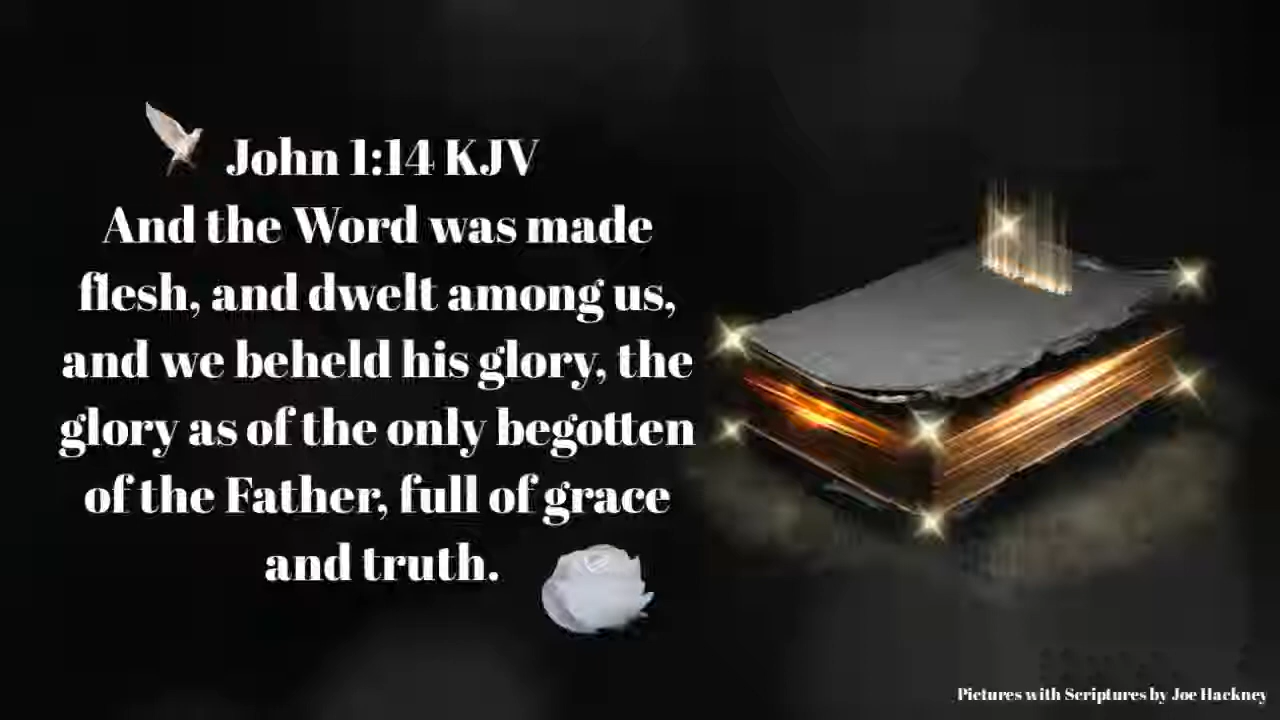 John 1:14 KJV
And the Word was made
flesh, and dwelt among us,
and we beheld his glory, the
glory as of the only begotten
of the Father, full of grace
and truth.
Pictures with Scriptures by Joe Hackney